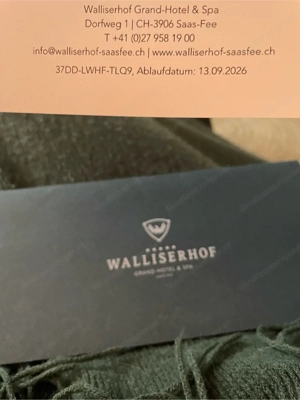 Walliserhof Grand-Hotel & Spa
Dorfweg 1 | CH-3906 Saas-Fee
T +41 (0)27 958 19 00
info@walliserhof-saasfee.ch | www.walliserhof-saasfee.ch
37DD-LWHF-TLQ9, Ablaufdatum: 13.09.2026
WALLISERHOF
GRAND-HOTEL & SPA